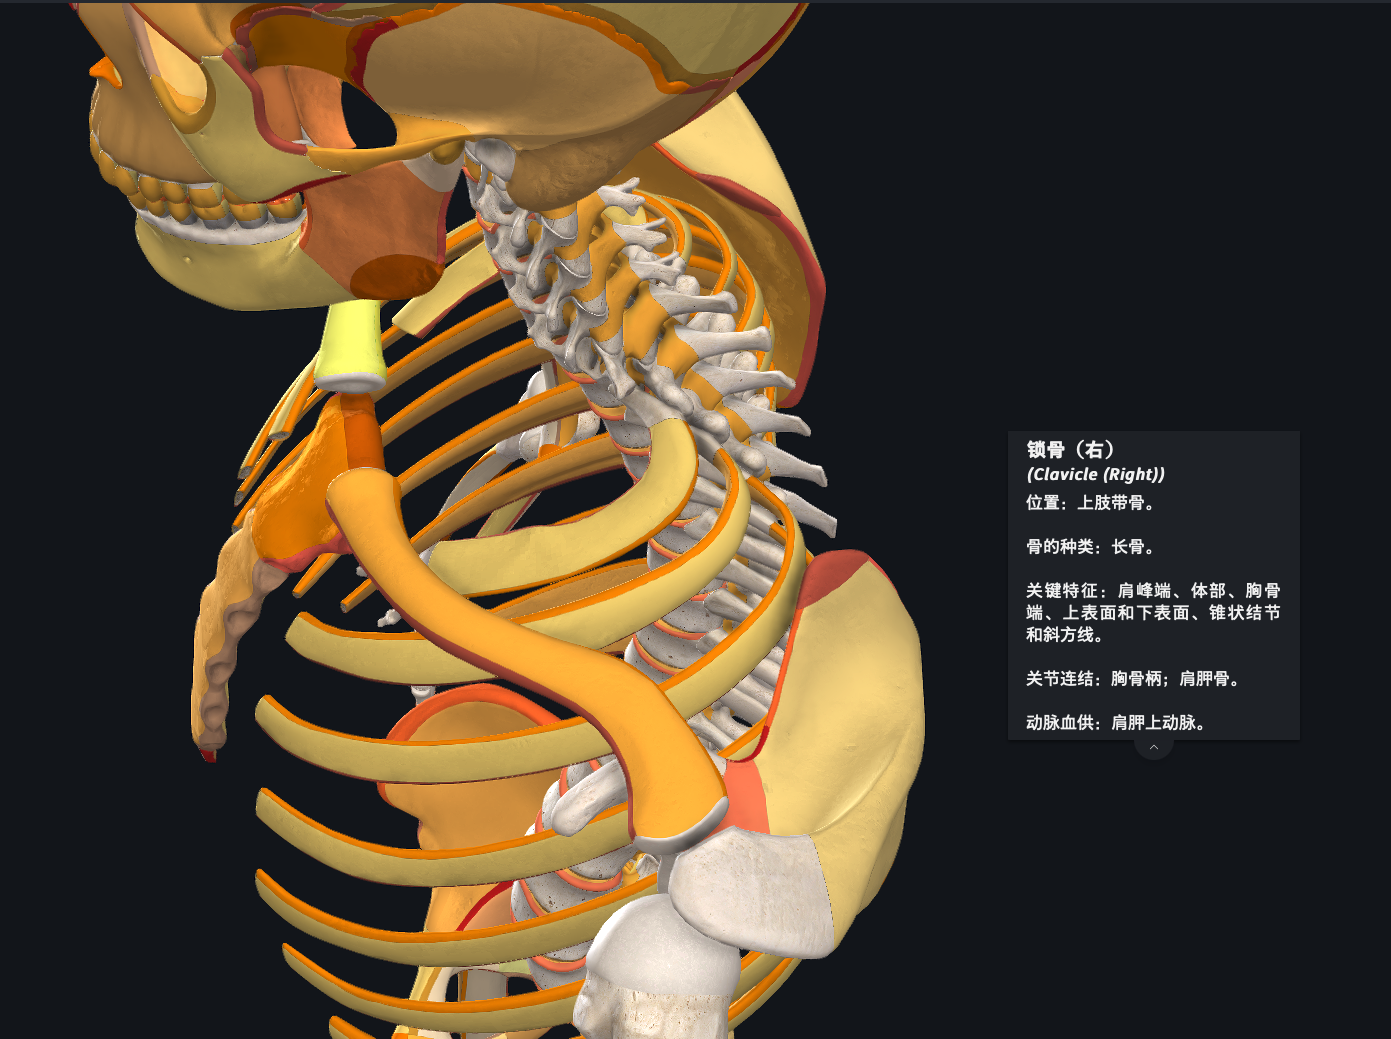 锁骨（右）
(Clavicle (Right))
位置：上肢带骨。
骨的种类：长骨。
关键特征：肩峰端、体部、胸骨
端、上表面和下表面、锥状结节
和斜方线。
关节连结：胸骨柄；肩胛骨。
动脉血供：肩胛上动脉。